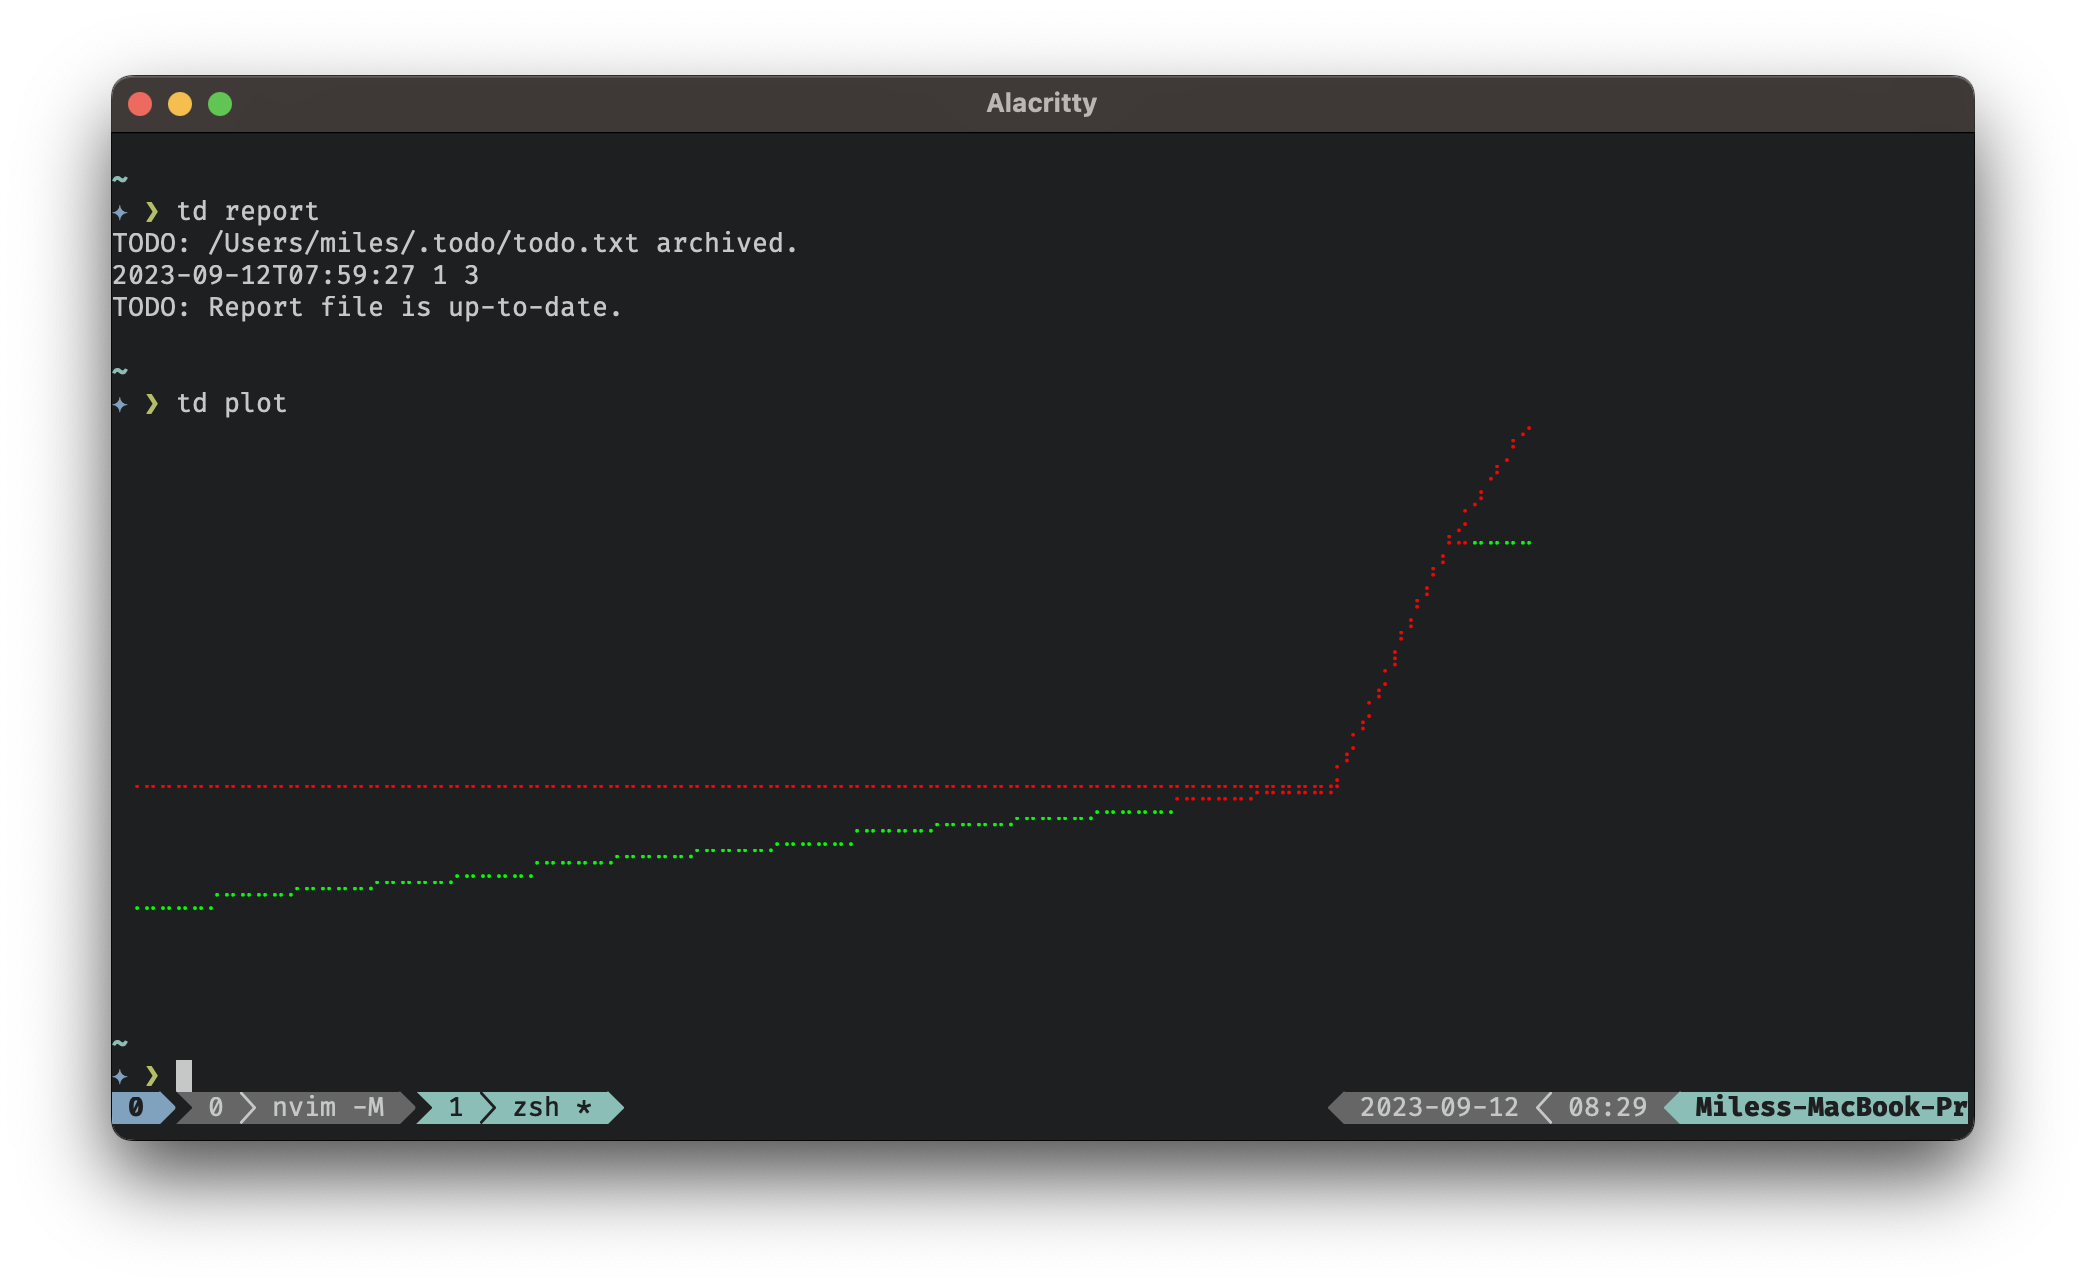 Alacritty
~
✦ ❯ td report
TODO: /Users/miles/.todo/todo.txt archived.
2023-09-12T07:59:27 1 3
TODO: Report file is up-to-date.
~
✦ ❯ td plot
~
✦ ❯
0 0 nvim -M 1 zsh * 2023-09-12 08:29 Miless-MacBook-Pr